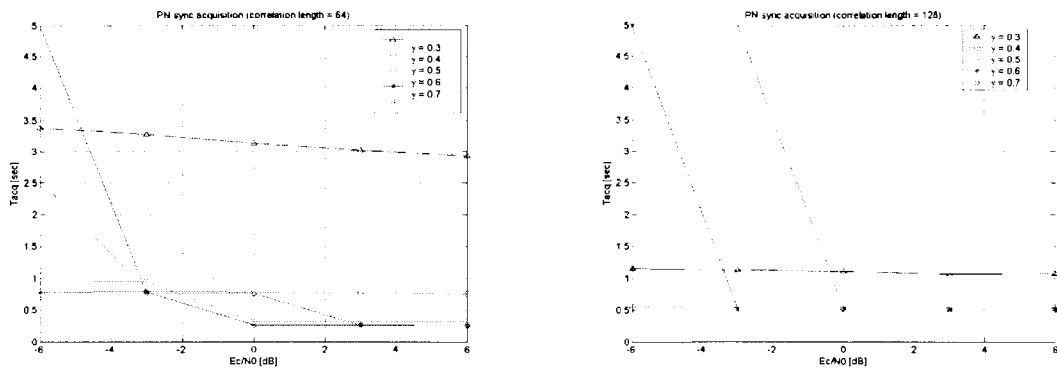 PN sync acquisition (correlation length = 64)
5
4.5
4
3.5
3
2.5
2
1.5
1
0.5
0
Tacq [sec]
-6
-4
-2
0
2
4
6
Ec/N0 [dB]
γ = 0.3
γ = 0.4
γ = 0.5
γ = 0.6
γ = 0.7
PN sync acquisition (correlation length = 128)
5
4.5
4
3.5
3
2.5
2
1.5
1
0.5
0
Tacq [sec]
-6
-4
-2
0
2
4
6
Ec/N0 [dB]
γ = 0.3
γ = 0.4
γ = 0.5
γ = 0.6
γ = 0.7